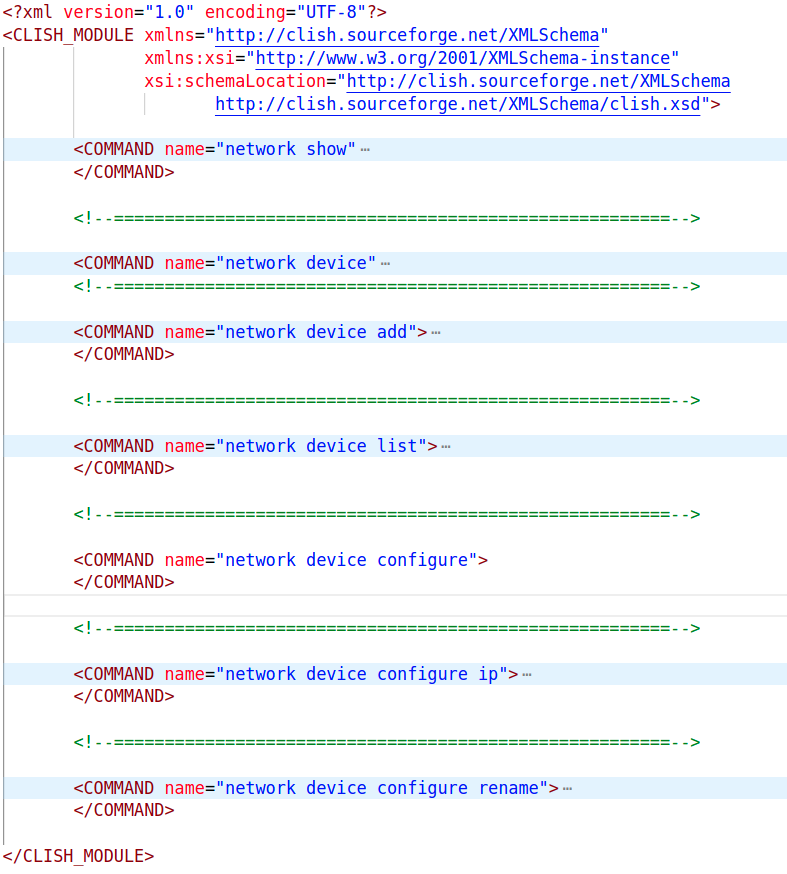 <?xml version="1.0" encoding="UTF-8"?>
<CLISH_MODULE xmlns="http://clish.sourceforge.net/XMLSchema"
xmlns:xsi="http://www.w3.org/2001/XMLSchema-instance"
xsi:schemaLocation="http://clish.sourceforge.net/XMLSchema
http://clish.sourceforge.net/XMLSchema/clish.xsd">
<COMMAND name="network show" ⋯
</COMMAND>
<!--=======================================================-->
<COMMAND name="network device" ⋯
<!--=======================================================-->
<COMMAND name="network device add"> ⋯
</COMMAND>
<!--=======================================================-->
<COMMAND name="network device list"> ⋯
</COMMAND>
<!--=======================================================-->
<COMMAND name="network device configure">
</COMMAND>
<!--=======================================================-->
<COMMAND name="network device configure ip"> ⋯
</COMMAND>
<!--=======================================================-->
<COMMAND name="network device configure rename"> ⋯
</COMMAND>
</CLISH_MODULE>